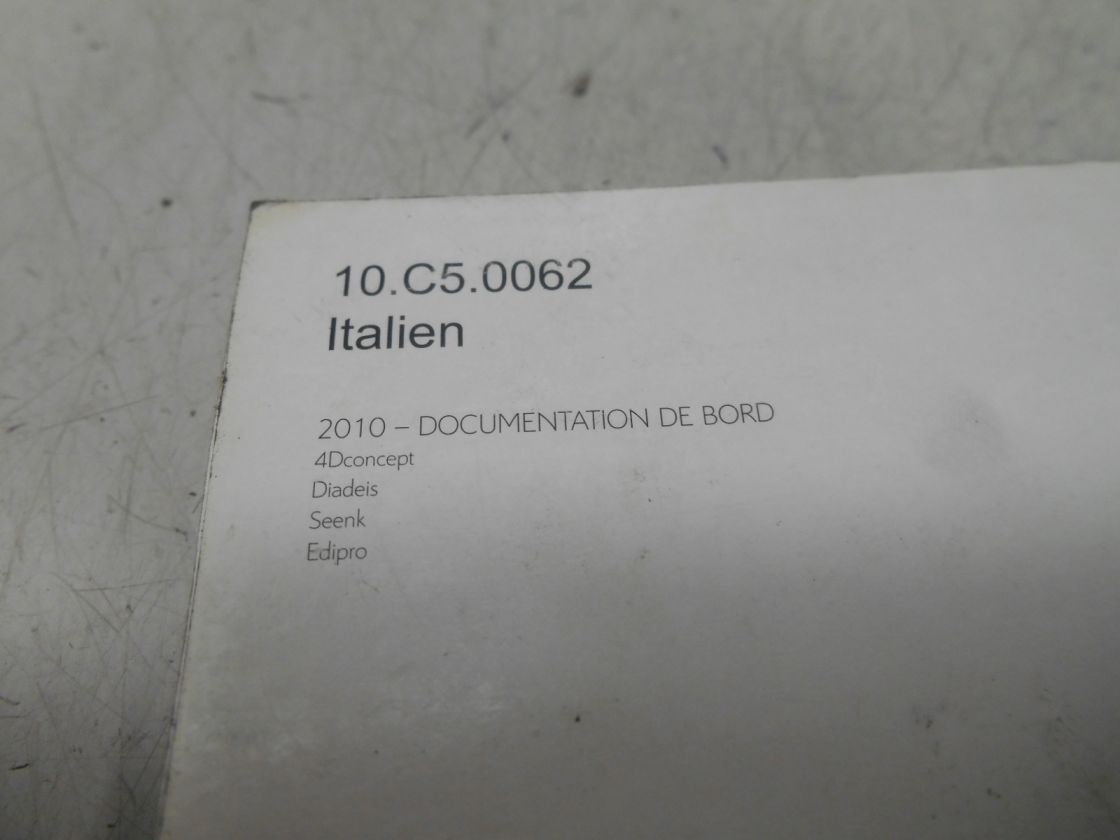 10.C5.0062
Italien
2010 – DOCUMENTATION DE BORD
4Dconcept
Diadeis
Seenk
Edipro